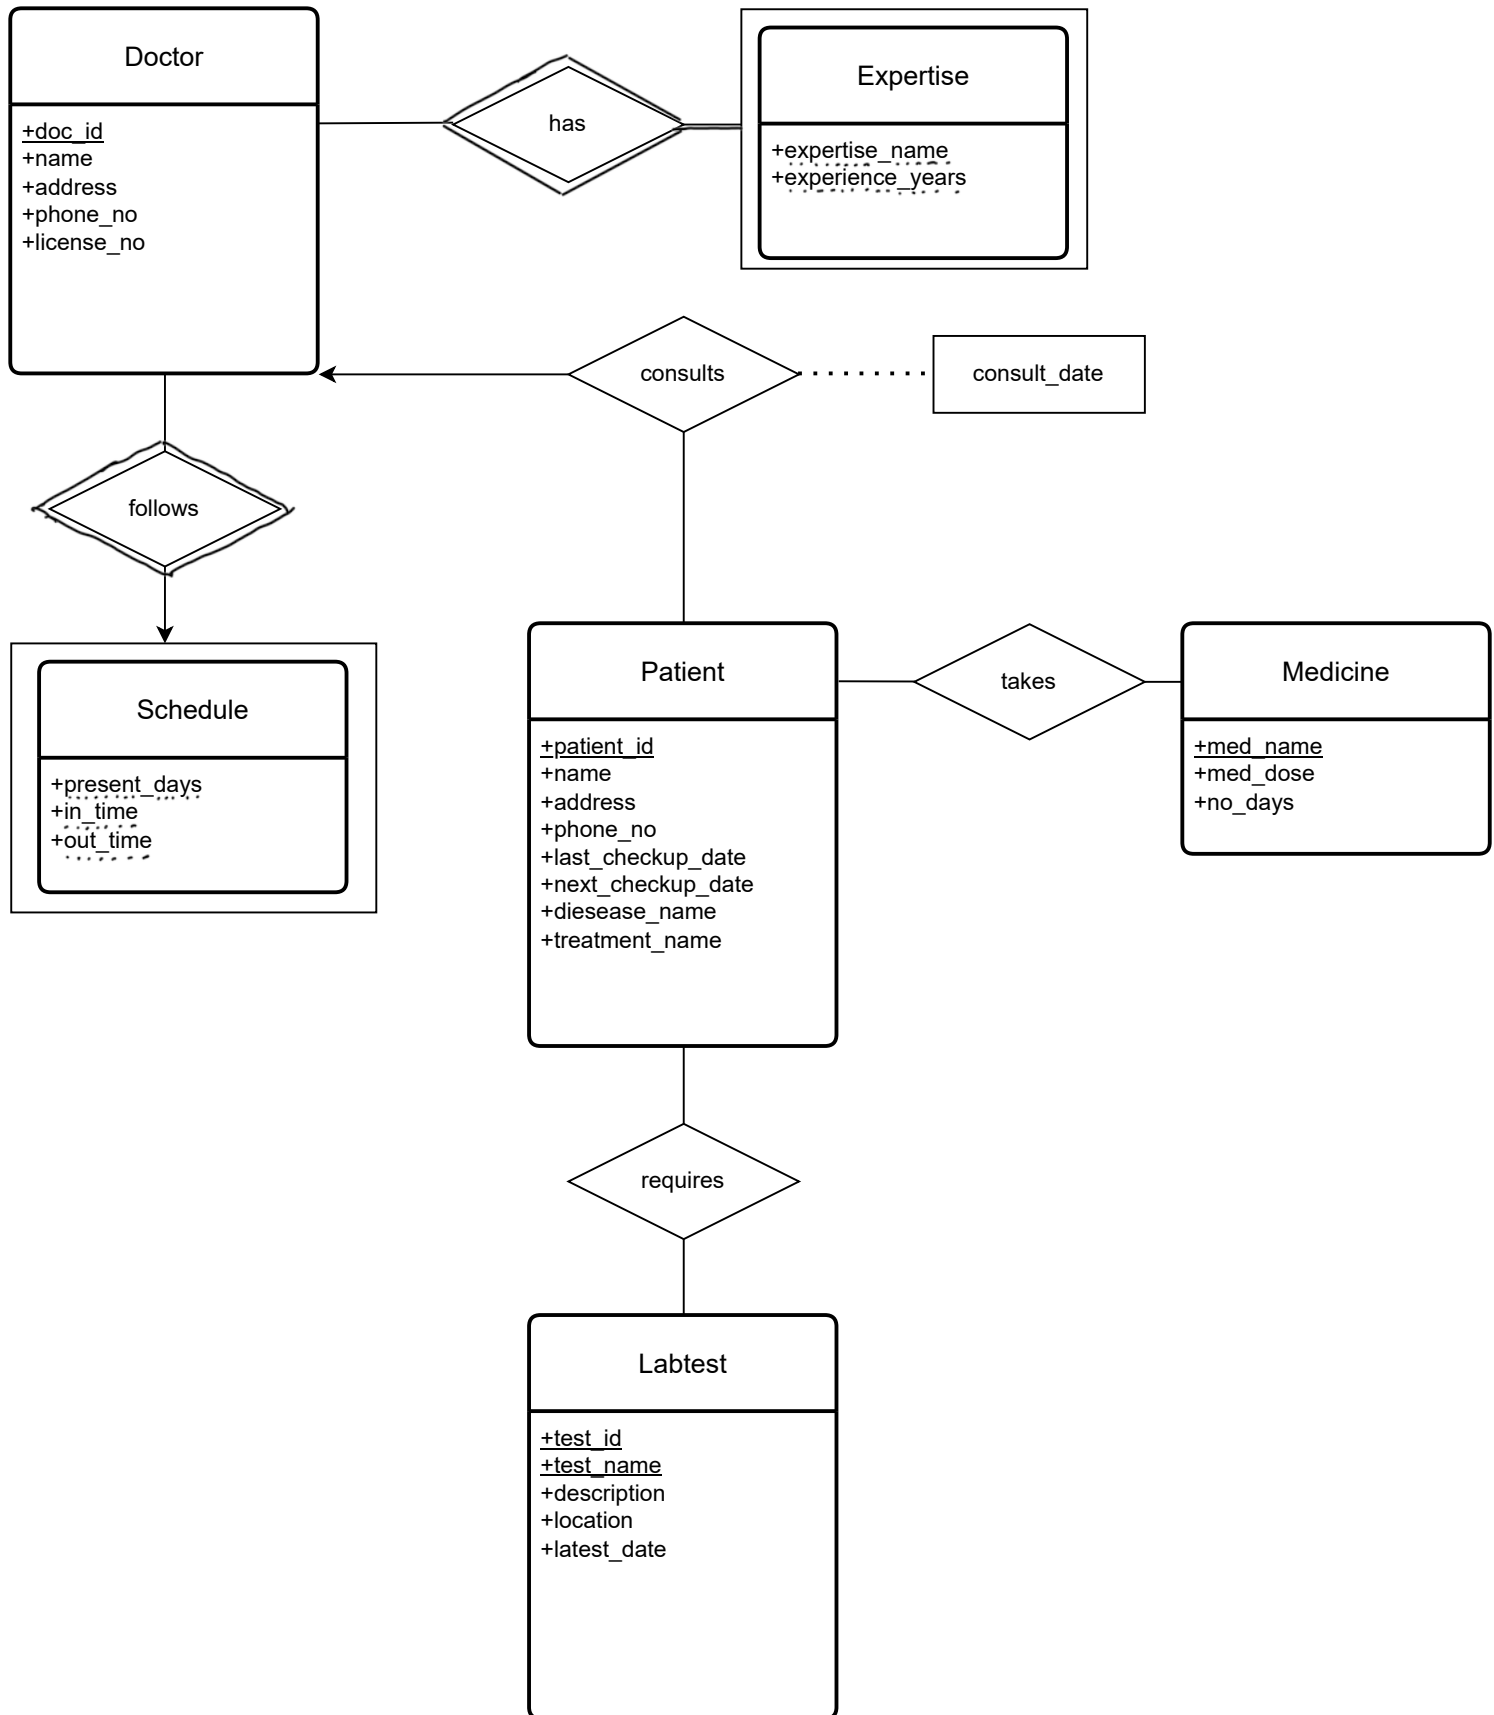 Doctor
+doc_id
+name
+address
+phone_no
+license_no
has
Expertise
+expertise_name
+experience_years
consults
consult_date
follows
Schedule
+present_days
+in_time
+out_time
Patient
+patient_id
+name
+address
+phone_no
+last_checkup_date
+next_checkup_date
+diesease_name
+treatment_name
takes
Medicine
+med_name
+med_dose
+no_days
requires
Labtest
+test_id
+test_name
+description
+location
+latest_date